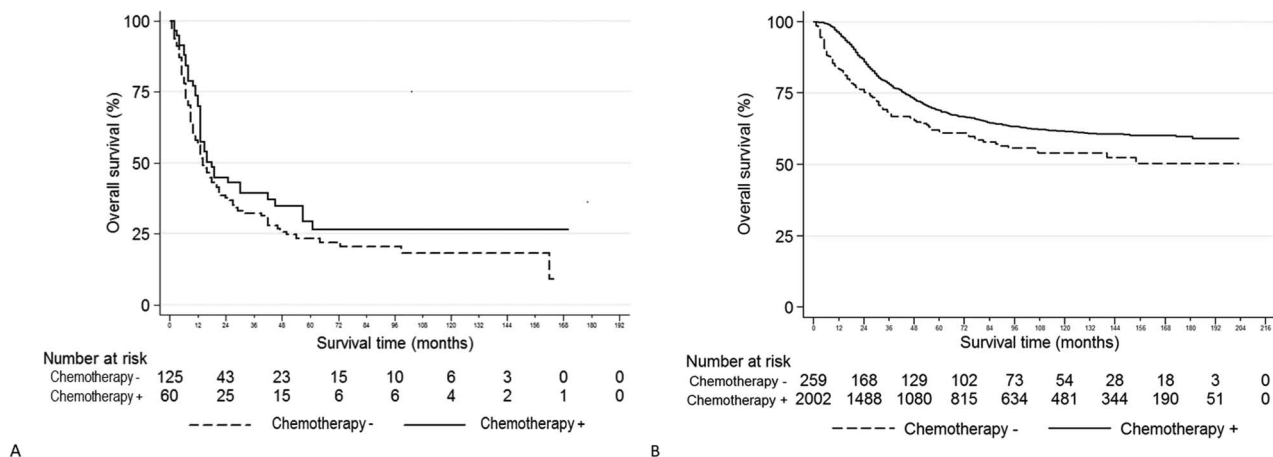 A
B
Overall survival (%)
100
75
50
25
0
0 12 24 36 48 60 72 84 96 108 120 132 144 156 168 180 192
Survival time (months)
Number at risk
Chemotherapy - 125 43 23 15 10 6 3 0 0
Chemotherapy + 60 25 15 6 6 4 2 1 0
Chemotherapy - Chemotherapy +
Overall survival (%)
100
75
50
25
0
0 12 24 36 48 60 72 84 96 108 120 132 144 156 168 180 192 204 216
Survival time (months)
Number at risk
Chemotherapy - 259 168 129 102 73 54 28 18 3 0
Chemotherapy + 2002 1488 1080 815 634 481 344 190 51 0
Chemotherapy - Chemotherapy +
A
B